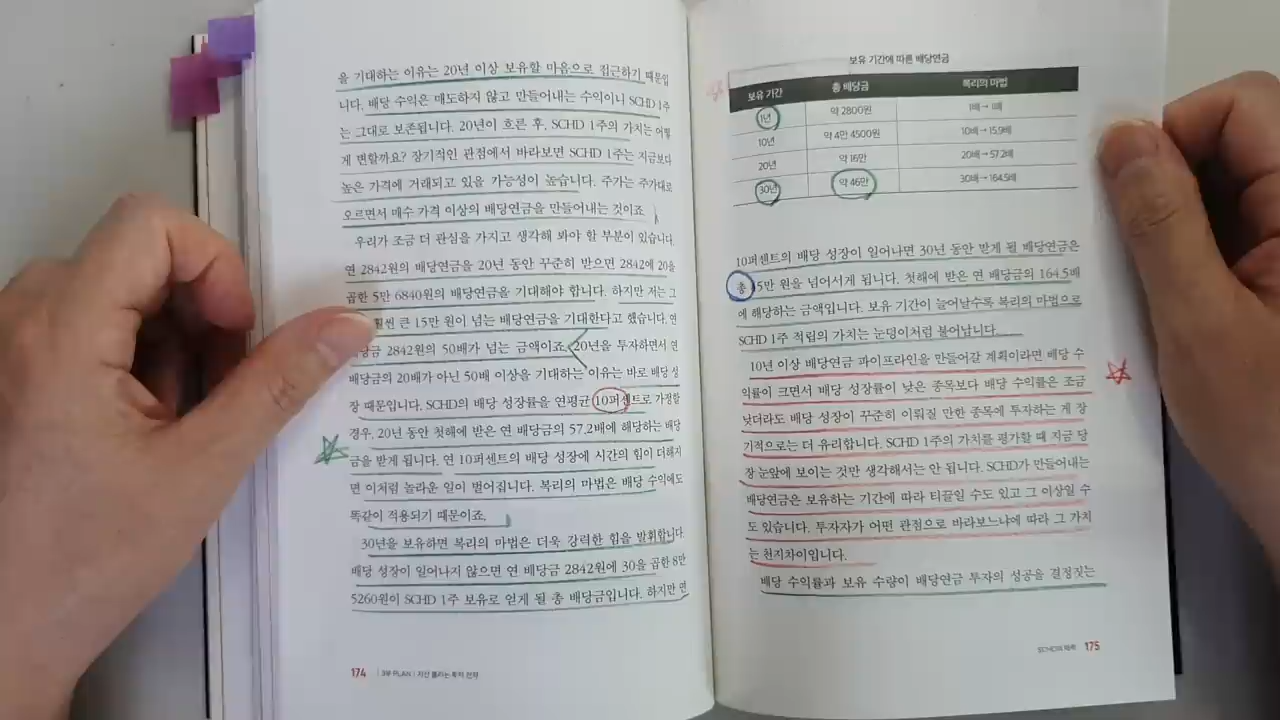 을 기대하는 이유는 20년 이상 보유할 마음으로 접근하기 때문입
니다. 배당 수익은 매도하지 않고 만들어내는 수익이니 SCHD 1주
는 그대로 보존됩니다. 20년이 흐른 후, SCHD 1주의 가치는 어떻
게 변할까요? 장기적인 관점에서 바라보면 SCHD 1주는 지금보다
높은 가격에 거래되고 있을 가능성이 높습니다. 주가는 주가대로
오르면서 매수 가격 이상의 배당연금을 만들어내는 것이죠.
우리가 조금 더 관심을 가지고 생각해 봐야 할 부분이 있습니다.
연 2842원의 배당연금을 20년 동안 꾸준히 받으면 2842에 20을
곱한 5만 6840원의 배당연금을 기대해야 합니다. 하지만 저는 그
훨씬 큰 15만 원이 넘는 배당연금을 기대한다고 했습니다. 연
배당금 2842원의 50배가 넘는 금액이죠. 20년을 투자하면서 연
배당금의 20배가 아닌 50배 이상을 기대하는 이유는 바로 배당 성
장 때문입니다. SCHD의 배당 성장률을 연평균 10퍼센트로 가정할
경우, 20년 동안 첫해에 받은 연 배당금의 57.2배에 해당하는 배당
금을 받게 됩니다. 연 10퍼센트의 배당 성장에 시간의 힘이 더해지
면 이처럼 놀라운 일이 벌어집니다. 복리의 마법은 배당 수익에도
똑같이 적용되기 때문이죠.
30년을 보유하면 복리의 마법은 더욱 강력한 힘을 발휘합니다.
배당 성장이 일어나지 않으면 연 배당금 2842원에 30을 곱한 8만
5260원이 SCHD 1주 보유로 얻게 될 총 배당금입니다. 하지만 연
174 | 3부 PLAN | 자산 불리는 투자 전략
보유 기간에 따른 배당연금
보유 기간 총 배당금 복리의 마법
1년 약 2800원 1배→1배
10년 약 4만 4500원 10배→15.9배
20년 약 16만 20배→57.2배
30년 약 46만 30배→164.5배
10퍼센트의 배당 성장이 일어나면 30년 동안 받게 될 배당연금은
총 45만 원을 넘어서게 됩니다. 첫해에 받은 연 배당금의 164.5배
에 해당하는 금액입니다. 보유 기간이 늘어날수록 복리의 마법으로
SCHD 1주 적립의 가치는 눈덩이처럼 불어납니다.
10년 이상 배당연금 파이프라인을 만들어갈 계획이라면 배당 수
익률이 크면서 배당 성장률이 낮은 종목보다 배당 수익률은 조금
낮더라도 배당 성장이 꾸준히 이뤄질 만한 종목에 투자하는 게 장
기적으로는 더 유리합니다. SCHD 1주의 가치를 평가할 때 지금 당
장 눈앞에 보이는 것만 생각해서는 안 됩니다. SCHD가 만들어내는
배당연금은 보유하는 기간에 따라 티끌일 수도 있고 그 이상일 수
도 있습니다. 투자자가 어떤 관점으로 바라보느냐에 따라 그 가치
는 천지차이입니다.
배당 수익률과 보유 수량이 배당연금 투자의 성공을 결정짓는
SCHD의 175